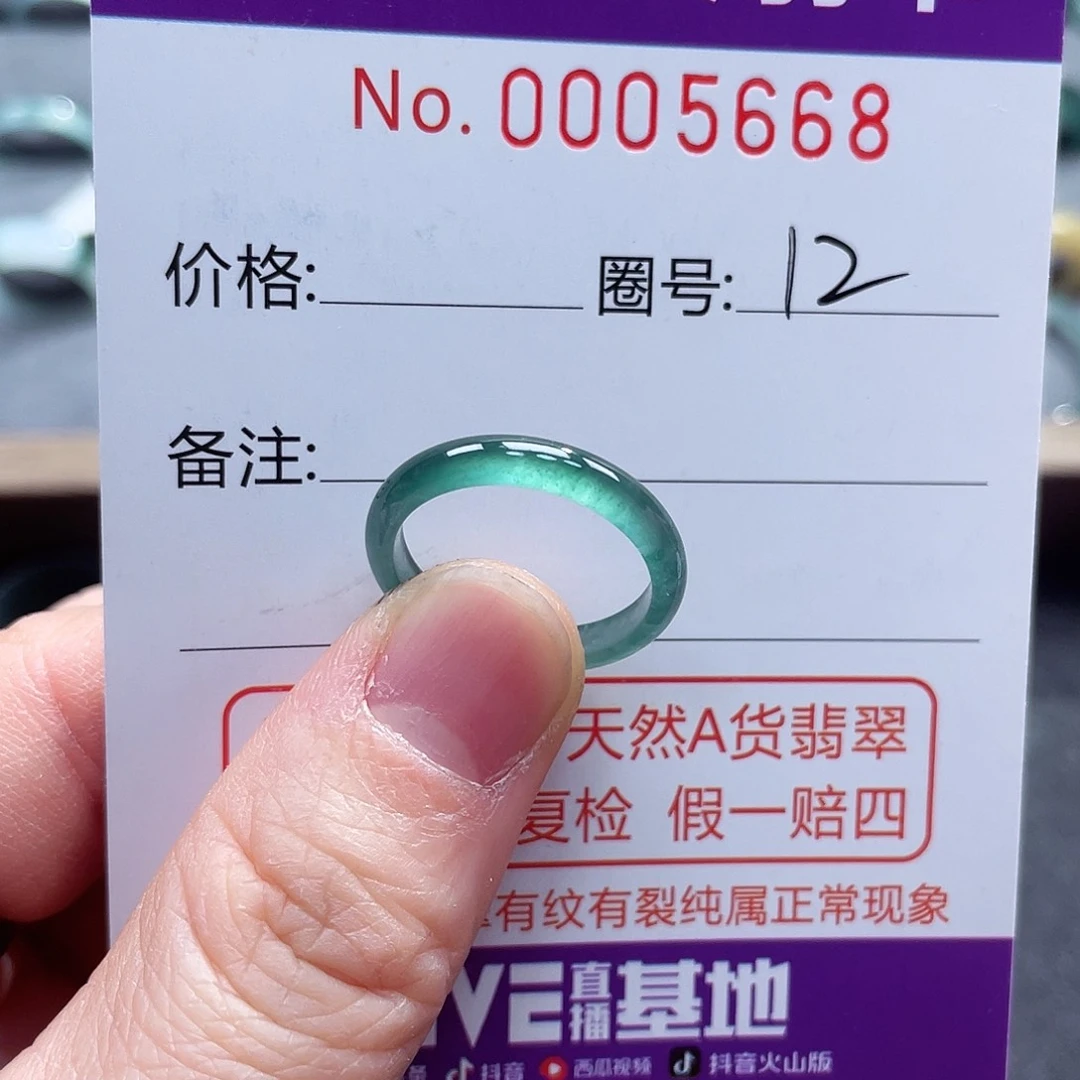 No. 0005668
价格: 圈号: 12
备注:
天然A货翡翠
复检 假一赔四
有纹有裂纯属正常现象
VE直播基地
抖音 西瓜视频 抖音火山版